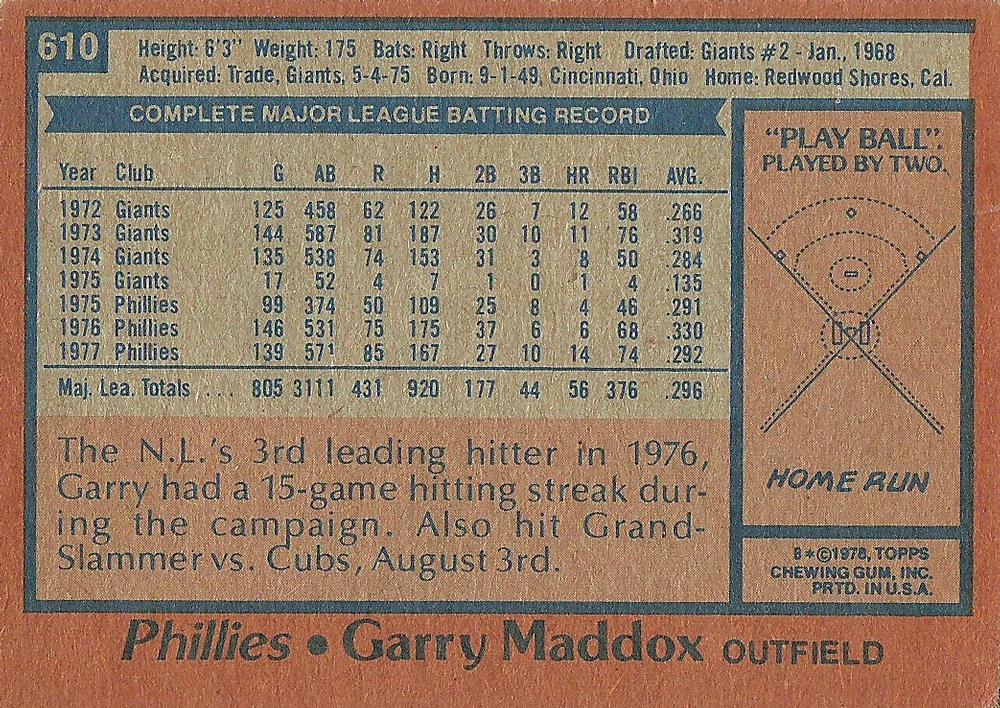 610
Height: 6'3" Weight: 175 Bats: Right Throws: Right Drafted: Giants #2 - Jan., 1968
Acquired: Trade, Giants, 5-4-75 Born: 9-1-49, Cincinnati, Ohio Home: Redwood Shores, Cal.
COMPLETE MAJOR LEAGUE BATTING RECORD
Year Club G AB R H 2B 3B HR RBI AVG.
1972 Giants 125 458 62 122 26 7 12 58 .266
1973 Giants 144 587 81 187 30 10 11 76 .319
1974 Giants 135 538 74 153 31 3 8 50 .284
1975 Giants 17 52 4 7 1 0 1 4 .135
1975 Phillies 99 374 50 109 25 8 4 46 .291
1976 Phillies 146 531 75 175 37 6 6 68 .330
1977 Phillies 139 571 85 167 27 10 14 74 .292
Maj. Lea. Totals . . . 805 3111 431 920 177 44 56 376 .296
The N.L.'s 3rd leading hitter in 1976,
Garry had a 15-game hitting streak dur-
ing the campaign. Also hit Grand-
Slammer vs. Cubs, August 3rd.
"PLAY BALL".
PLAYED BY TWO.
HOME RUN
8*©1978, TOPPS
CHEWING GUM, INC.
PRTD. IN U.S.A.
Phillies • Garry Maddox OUTFIELD